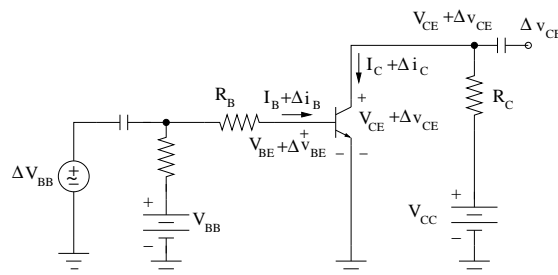 V_CE + Δv_CE
Δ v_CE
I_C + Δi_C
R_B
I_B + Δi_B
R_C
+
V_CE + Δv_CE
V_BE + Δv_BE
+
− −
ΔV_BB
+
~
−
+
V_BB
−
+
V_CC
−